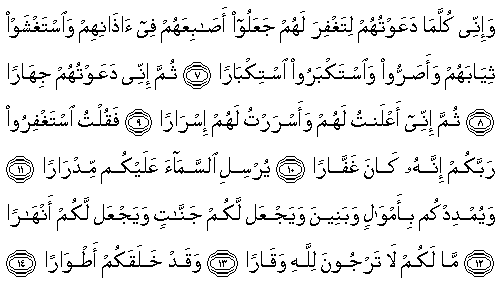 وَإِنِّى كُلَّمَا دَعَوْتُهُمْ لِتَغْفِرَ لَهُمْ جَعَلُوٓا۟ أَصَـٰبِعَهُمْ فِىٓ ءَاذَانِهِمْ وَٱسْتَغْشَوْا۟
ثِيَابَهُمْ وَأَصَرُّوا۟ وَٱسْتَكْبَرُوا۟ ٱسْتِكْبَارًا ٧ ثُمَّ إِنِّى دَعَوْتُهُمْ جِهَارًا
٨ ثُمَّ إِنِّىٓ أَعْلَنتُ لَهُمْ وَأَسْرَرْتُ لَهُمْ إِسْرَارًا ٩ فَقُلْتُ ٱسْتَغْفِرُوا۟
رَبَّكُمْ إِنَّهُۥ كَانَ غَفَّارًا ١٠ يُرْسِلِ ٱلسَّمَآءَ عَلَيْكُم مِّدْرَارًا ١١
وَيُمْدِدْكُم بِأَمْوَٰلٍ وَبَنِينَ وَيَجْعَل لَّكُمْ جَنَّـٰتٍ وَيَجْعَل لَّكُمْ أَنْهَـٰرًا
١٢ مَّا لَكُمْ لَا تَرْجُونَ لِلَّهِ وَقَارًا ١٣ وَقَدْ خَلَقَكُمْ أَطْوَارًا ١٤